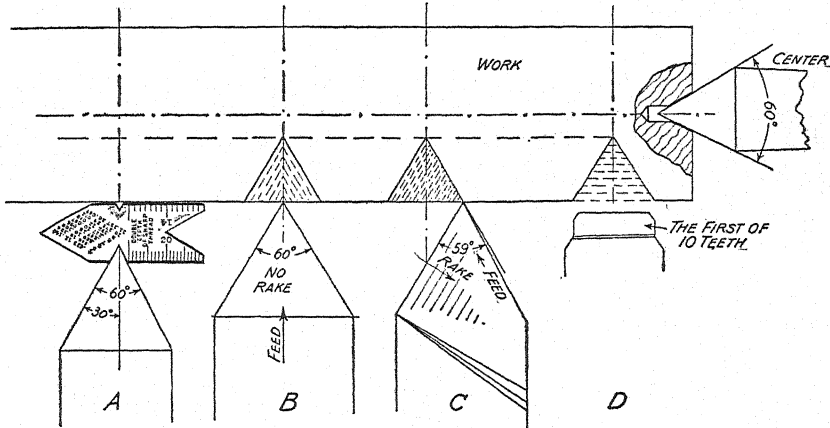 WORK
CENTER
60°
60°
30°
60°
NO
RAKE
FEED
59°
RAKE
FEED
THE FIRST OF
10 TEETH
A
B
C
D